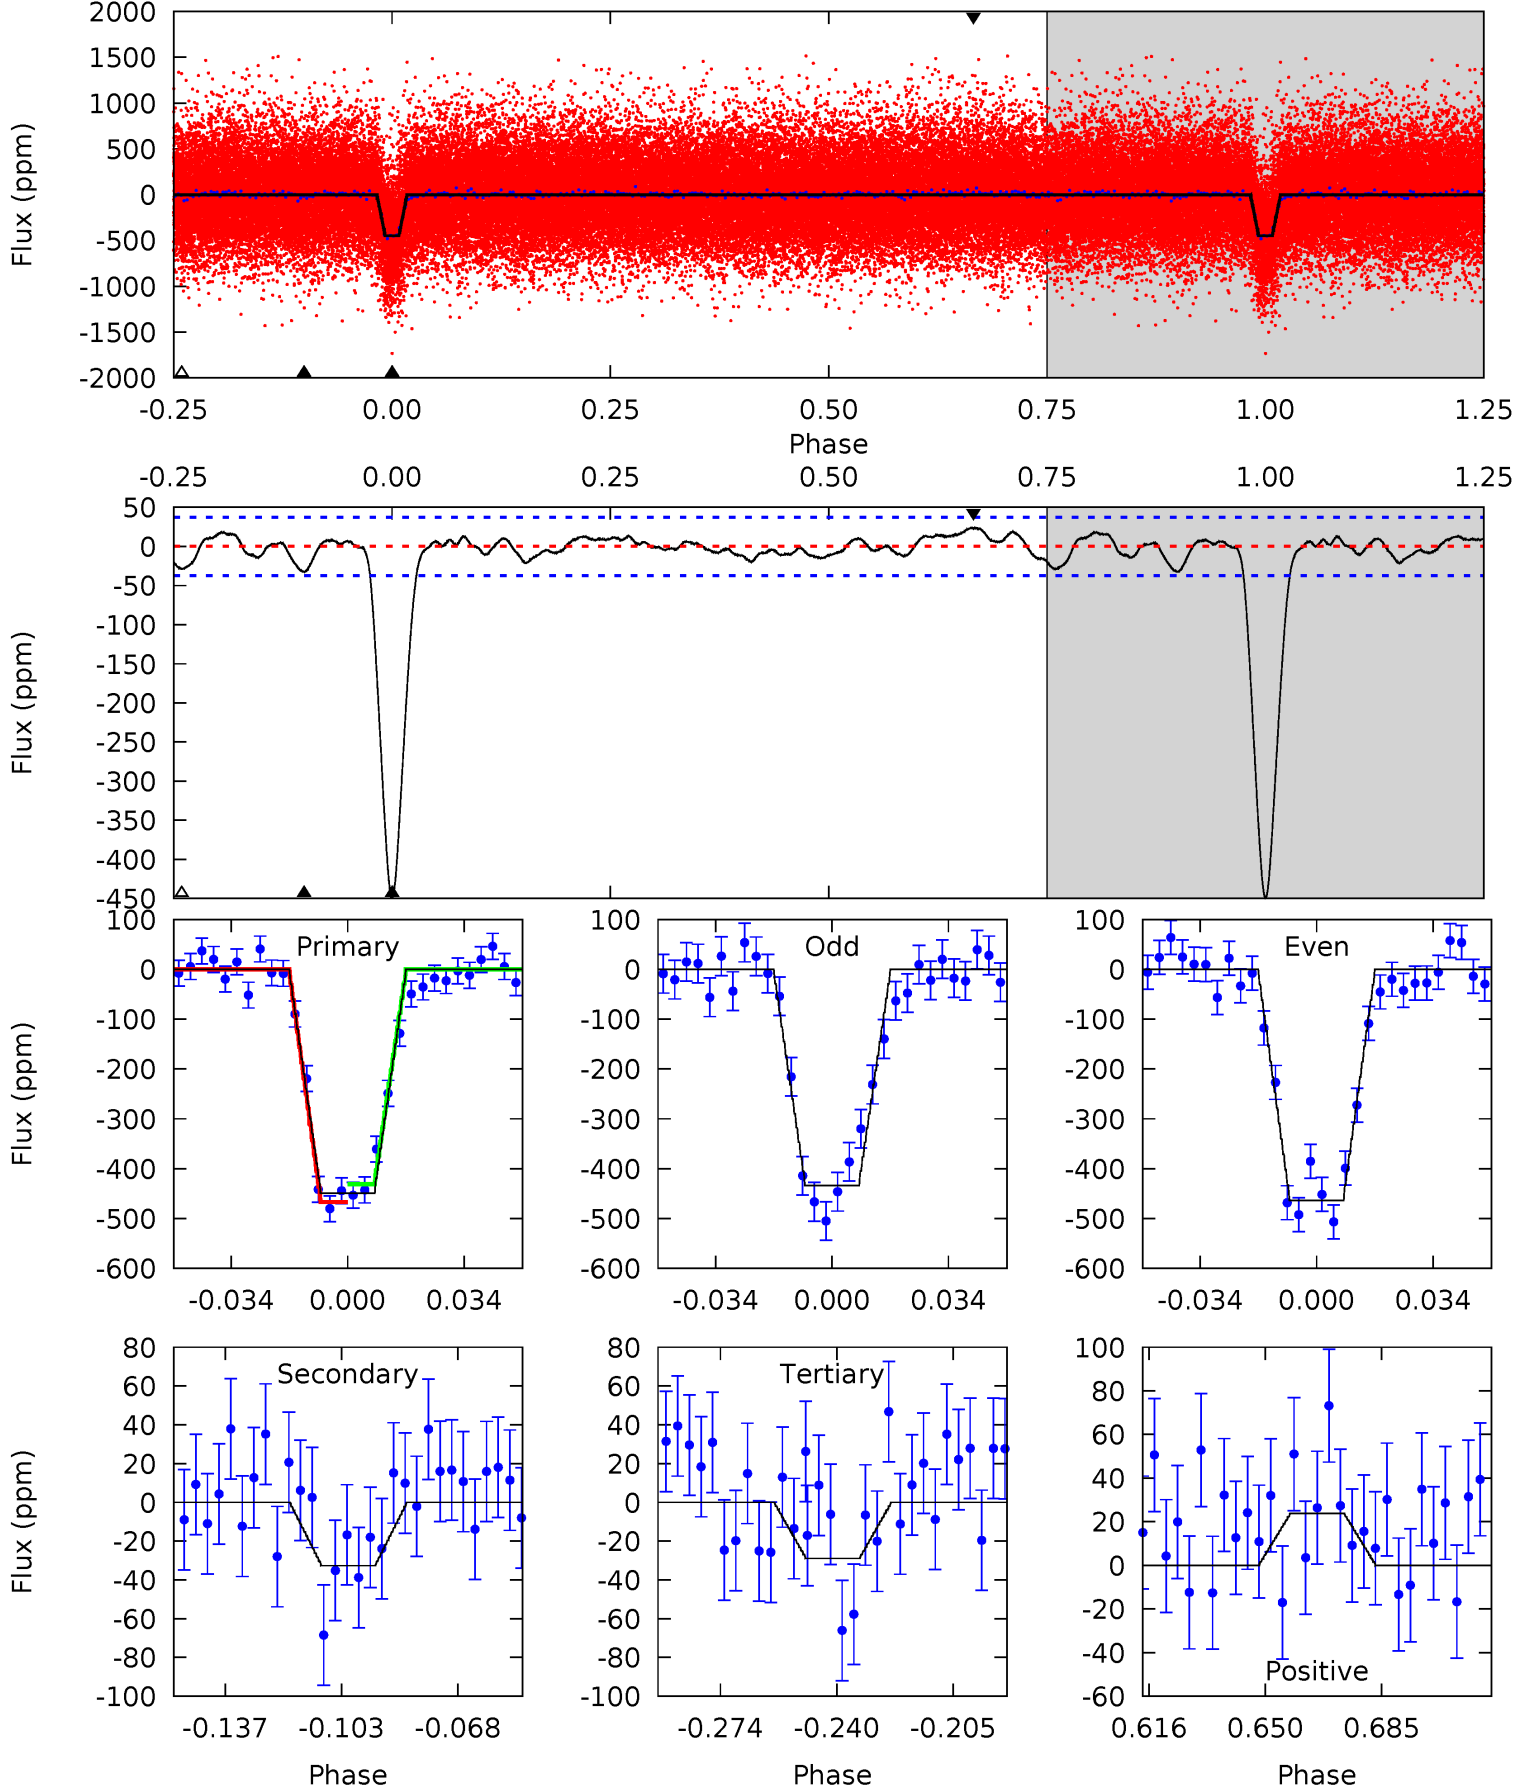 2000
1500
1000
500
0
-500
-1000
-1500
-2000
Flux (ppm)
-0.25 0.00 0.25 0.50 0.75 1.00 1.25
Phase
-0.25 0.00 0.25 0.50 0.75 1.00 1.25
50
0
-50
-100
-150
-200
-250
-300
-350
-400
-450
Flux (ppm)
Primary Odd Even
100 100 100
0 0 0
-100 -100 -100
-200 -200 -200
-300 -300 -300
-400 -400 -400
-500 -500 -500
-600 -600 -600
Flux (ppm)
-0.034 0.000 0.034 -0.034 0.000 0.034 -0.034 0.000 0.034
Secondary Tertiary Positive
80 80 100
60 60 80
40 40 60
20 20 40
0 0 20
-20 -20 0
-40 -40 -20
-60 -60 -40
-80 -80 -60
-100 -100
Flux (ppm)
-0.137 -0.103 -0.068 -0.274 -0.240 -0.205 0.616 0.650 0.685
Phase Phase Phase